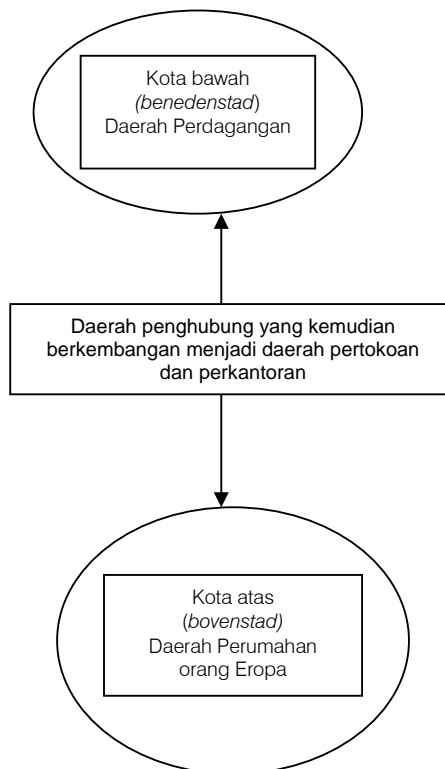 Kota bawah
(benedenstad)
Daerah Perdagangan
Daerah penghubung yang kemudian
berkembangan menjadi daerah pertokoan
dan perkantoran
Kota atas
(bovenstad)
Daerah Perumahan
orang Eropa